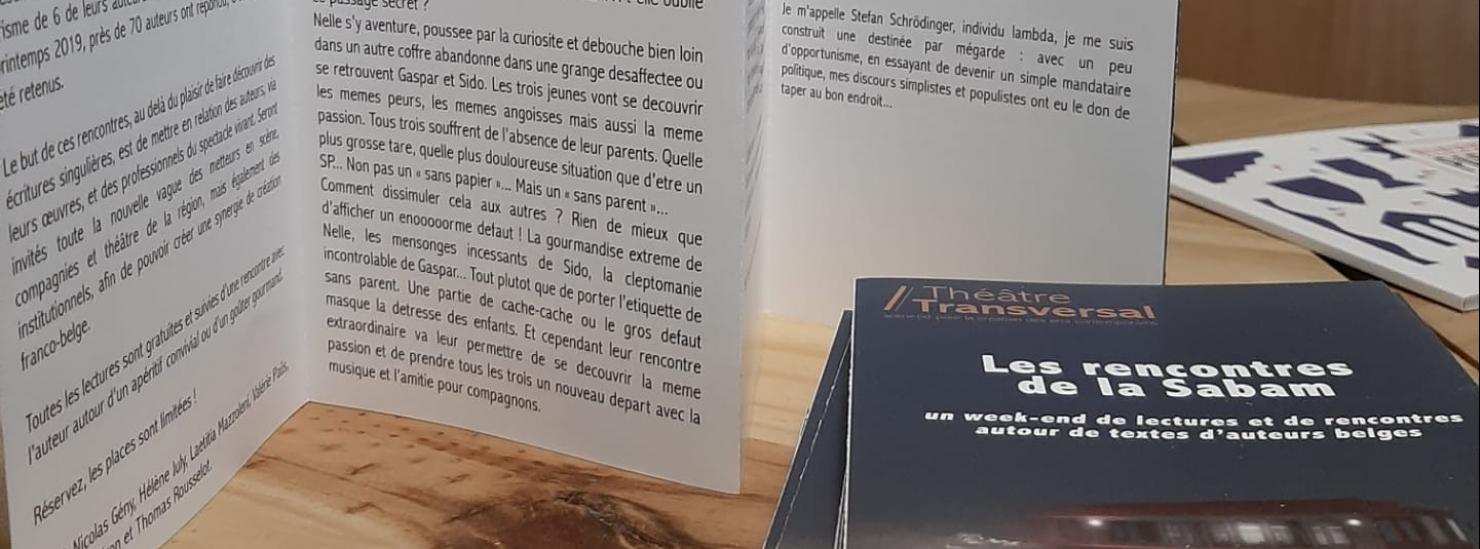 isme de 6 de leurs
printemps 2019, près de 70 auteurs ont répondu,
été retenus.
Le but de ces rencontres, au delà du plaisir de faire découvrir des
écritures singulières, est de mettre en relation des auteurs, via
leurs œuvres, et des professionnels du spectacle vivant. Seront
invités toute la nouvelle vague des metteurs en scène,
compagnies et théâtre de la région, mais également des
institutionnels, afin de pouvoir créer une synergie de création
franco-belge.
Toutes les lectures sont gratuites et suivies d'une rencontre avec
l'auteur autour d'un apéritif convivial ou d'un goûter gourmand.
Réservez, les places sont limitées !
Nicolas Gény, Hélène July, Laetitia Mazzoleni, Valérie Paüs,
et Thomas Rousselot.
passage secret ?
Nelle s'y aventure, poussee par la curiosite et debouche bien loin
dans un autre coffre abandonne dans une grange desaffectee ou
se retrouvent Gaspar et Sido. Les trois jeunes vont se decouvrir
les memes peurs, les memes angoisses mais aussi la meme
passion. Tous trois souffrent de l'absence de leur parents. Quelle
plus grosse tare, quelle plus douloureuse situation que d'etre un
SP... Non pas un « sans papier »... Mais un « sans parent »...
Comment dissimuler cela aux autres ? Rien de mieux que
d'afficher un enooooorme defaut ! La gourmandise extreme de
Nelle, les mensonges incessants de Sido, la cleptomanie
incontrolable de Gaspar... Tout plutot que de porter l'etiquette de
sans parent. Une partie de cache-cache ou le gros defaut
masque la detresse des enfants. Et cependant leur rencontre
extraordinaire va leur permettre de se decouvrir la meme
passion et de prendre tous les trois un nouveau depart avec la
musique et l'amitie pour compagnons.
Je m'appelle Stefan Schrödinger, individu lambda, je me suis
construit une destinée par mégarde : avec un peu
d'opportunisme, en essayant de devenir un simple mandataire
politique, mes discours simplistes et populistes ont eu le don de
taper au bon endroit...
// Théâtre
Transversal
Les rencontres
de la Sabam
un week-end de lectures et de rencontres
autour de textes d'auteurs belges